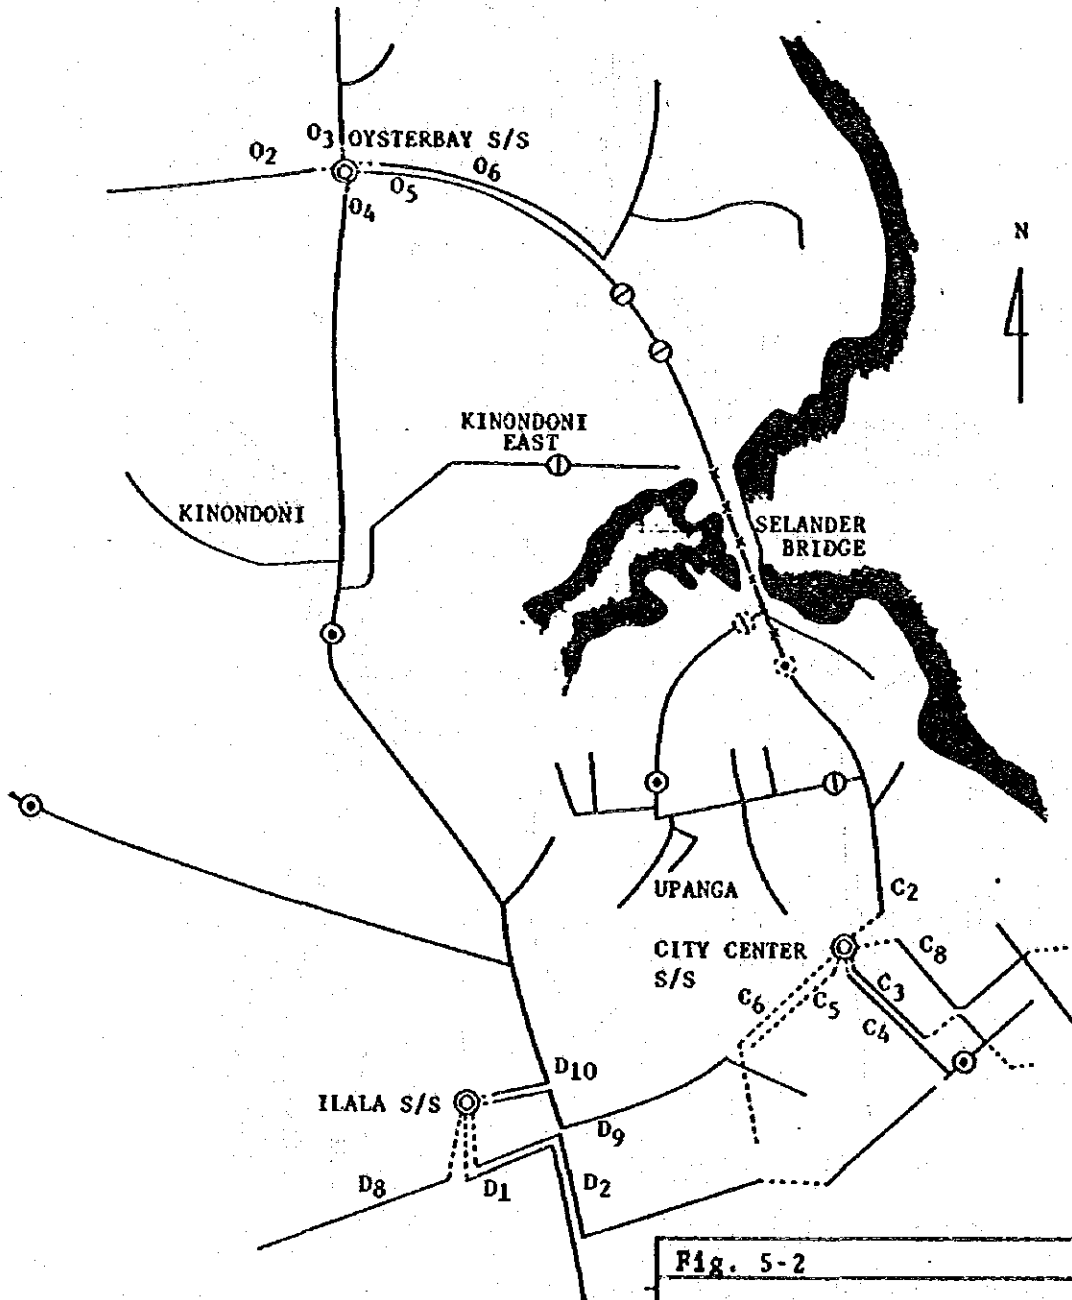 O3 OYSTERBAY S/S
O2
O6
O5
O4
N
KINONDONI
EAST
KINONDONI
SELANDER
BRIDGE
UPANGA
C2
CITY CENTER
S/S
C8
C3
C6
C5
C4
D10
ILALA S/S
D9
D8
D1
D2
Fig. 5-2